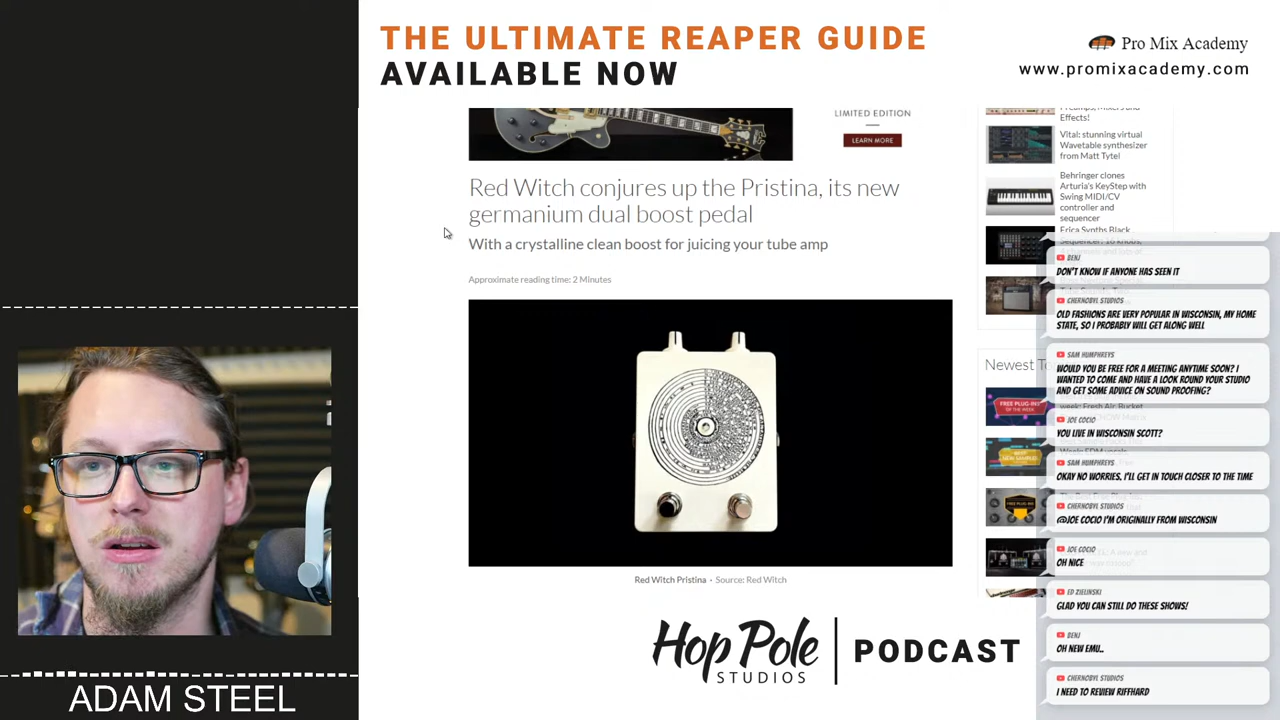 THE ULTIMATE REAPER GUIDE
AVAILABLE NOW
Pro Mix Academy
www.promixacademy.com
LIMITED EDITION
LEARN MORE
Red Witch conjures up the Pristina, its new
germanium dual boost pedal
With a crystalline clean boost for juicing your tube amp
Approximate reading time: 2 Minutes
Red Witch Pristina · Source: Red Witch
Effects!
Vital: stunning virtual
Wavetable synthesizer
from Matt Tytel
Behringer clones
Arturia's KeyStep with
Swing MIDI/CV
controller and
sequencer
Erica Synths Black
Newest
FREE PLUG-INS
BENJ
DON'T KNOW IF ANYONE HAS SEEN IT
CHERNOBYL STUDIOS
OLD FASHIONS ARE VERY POPULAR IN WISCONSIN, MY HOME
STATE, SO I PROBABLY WILL GET ALONG WELL
SAM HUMPHREYS
WOULD YOU BE FREE FOR A MEETING ANYTIME SOON? I
WANTED TO COME AND HAVE A LOOK ROUND YOUR STUDIO
AND GET SOME ADVICE ON SOUND PROOFING?
JOE COCIO
YOU LIVE IN WISCONSIN SCOTT?
SAM HUMPHREYS
OKAY NO WORRIES, I'LL GET IN TOUCH CLOSER TO THE TIME
CHERNOBYL STUDIOS
@JOE COCIO I'M ORIGINALLY FROM WISCONSIN
JOE COCIO
OH NICE
ED ZIELINSKI
GLAD YOU CAN STILL DO THESE SHOWS!
BENJ
OH NEW EMU..
CHERNOBYL STUDIOS
I NEED TO REVIEW RIFFHARD
Hop Pole
STUDIOS
PODCAST
ADAM STEEL